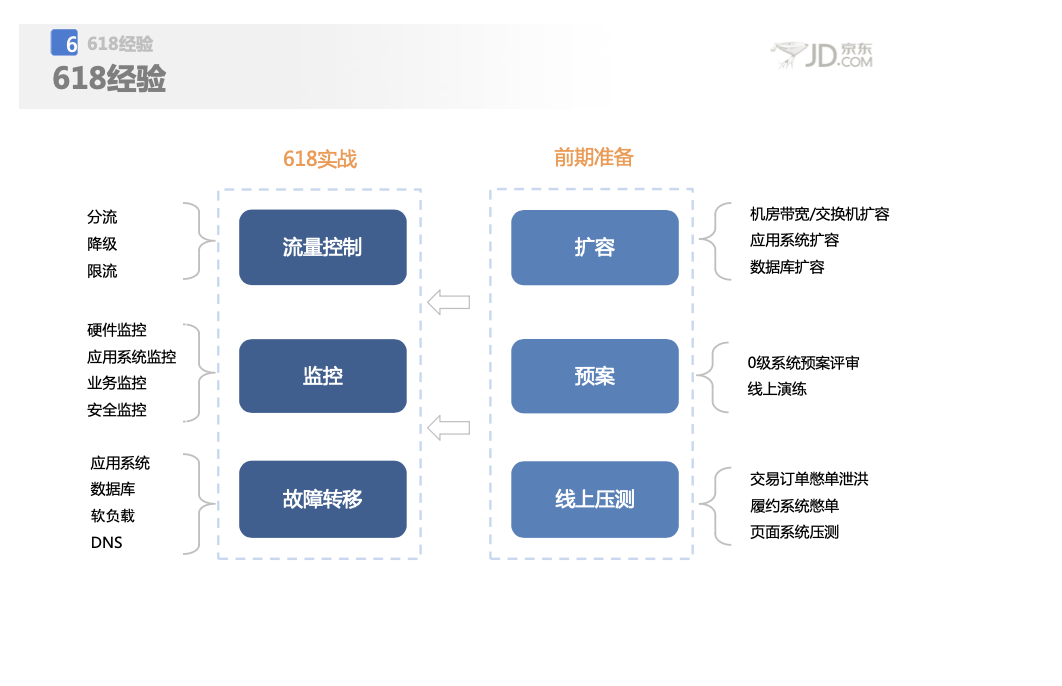 6 618经验
618经验
JD.京东
.COM
618实战
前期准备
分流
降级
限流
流量控制
扩容
机房带宽/交换机扩容
应用系统扩容
数据库扩容
硬件监控
应用系统监控
业务监控
安全监控
监控
预案
0级系统预案评审
线上演练
应用系统
数据库
软负载
DNS
故障转移
线上压测
交易订单憋单泄洪
履约系统憋单
页面系统压测